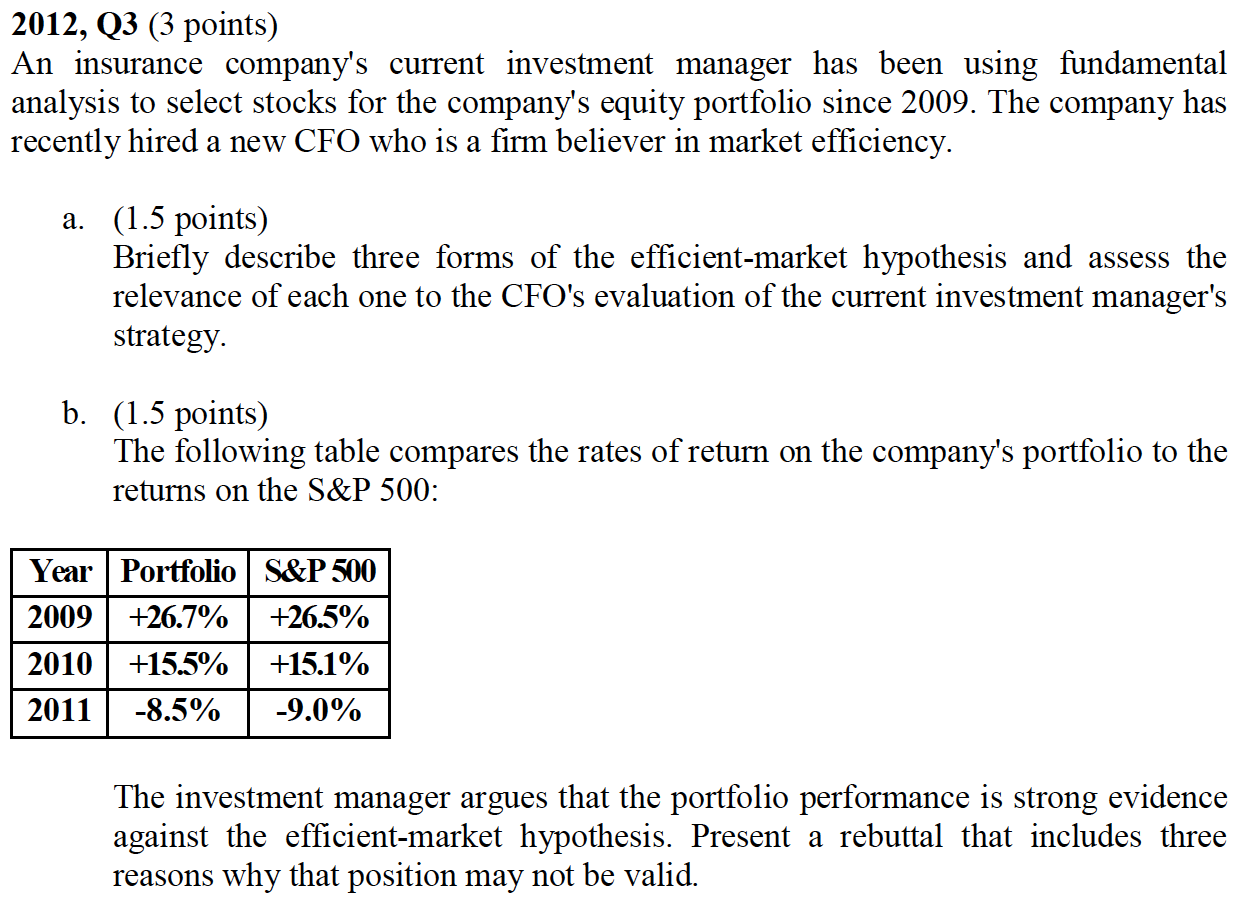 2012, Q3 (3 points)
An insurance company's current investment manager has been using fundamental
analysis to select stocks for the company's equity portfolio since 2009. The company has
recently hired a new CFO who is a firm believer in market efficiency.
a. (1.5 points)
Briefly describe three forms of the efficient-market hypothesis and assess the
relevance of each one to the CFO's evaluation of the current investment manager's
strategy.
b. (1.5 points)
The following table compares the rates of return on the company's portfolio to the
returns on the S&P 500:
Year Portfolio S&P 500
2009 +26.7% +26.5%
2010 +15.5% +15.1%
2011 -8.5% -9.0%
The investment manager argues that the portfolio performance is strong evidence
against the efficient-market hypothesis. Present a rebuttal that includes three
reasons why that position may not be valid.